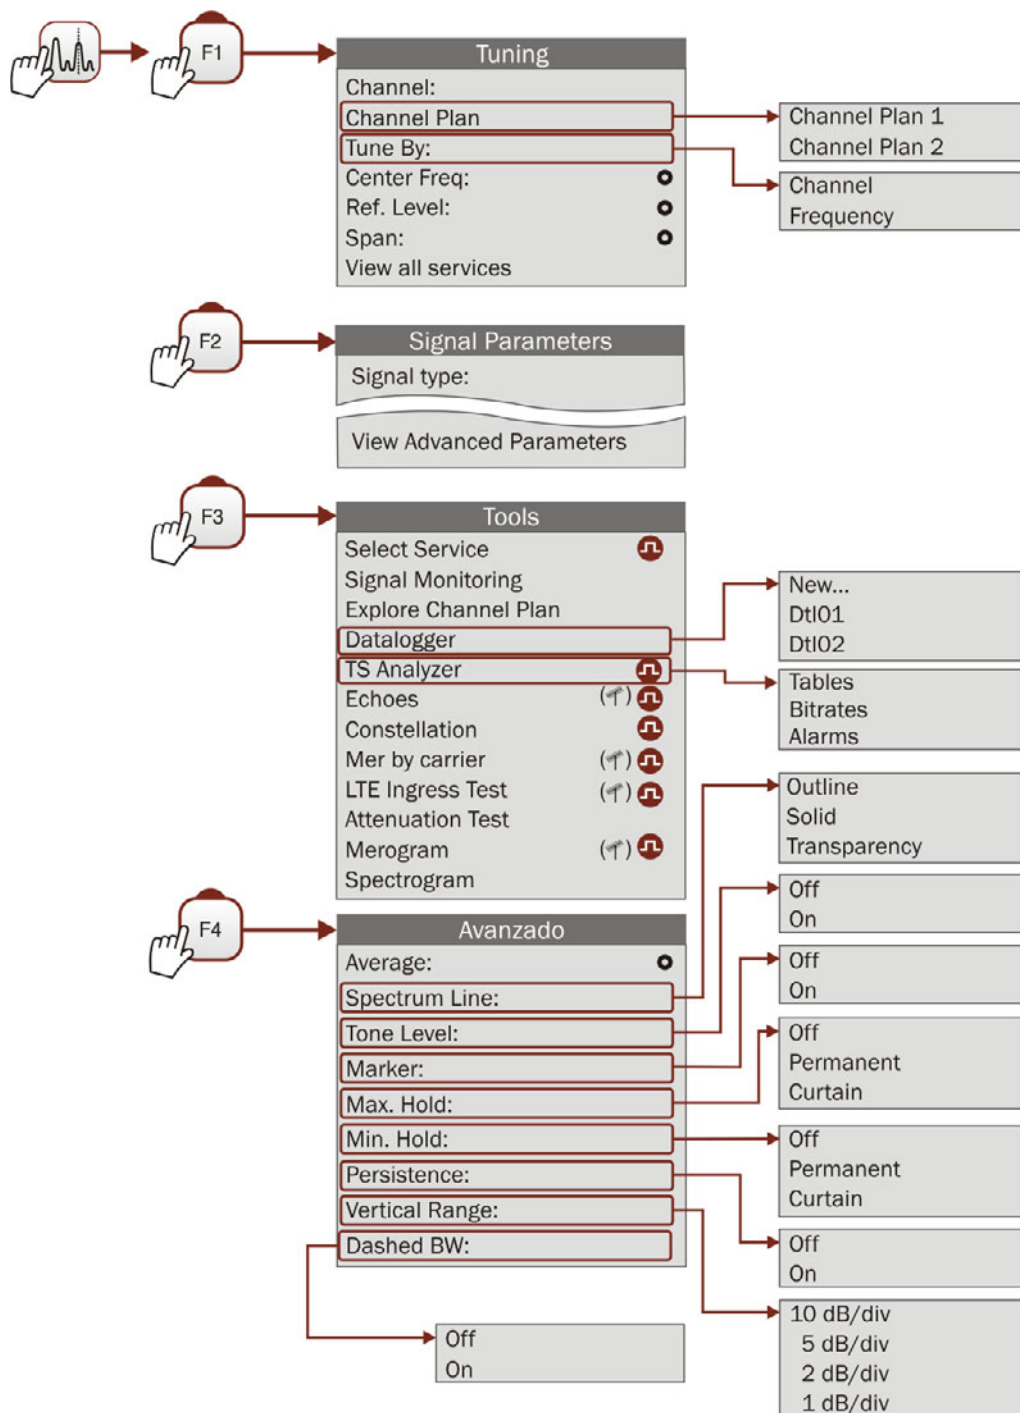 F1
Tuning
Channel:
Channel Plan
Tune By:
Center Freq:
Ref. Level:
Span:
View all services
Channel Plan 1
Channel Plan 2
Channel
Frequency
F2
Signal Parameters
Signal type:
View Advanced Parameters
F3
Tools
Select Service
Signal Monitoring
Explore Channel Plan
Datalogger
TS Analyzer
Echoes
Constellation
Mer by carrier
LTE Ingress Test
Attenuation Test
Merogram
Spectrogram
New...
Dtl01
Dtl02
Tables
Bitrates
Alarms
F4
Avanzado
Average:
Spectrum Line:
Tone Level:
Marker:
Max. Hold:
Min. Hold:
Persistence:
Vertical Range:
Dashed BW:
Outline
Solid
Transparency
Off
On
Off
On
Off
Permanent
Curtain
Off
Permanent
Curtain
Off
On
10 dB/div
5 dB/div
2 dB/div
1 dB/div
Off
On